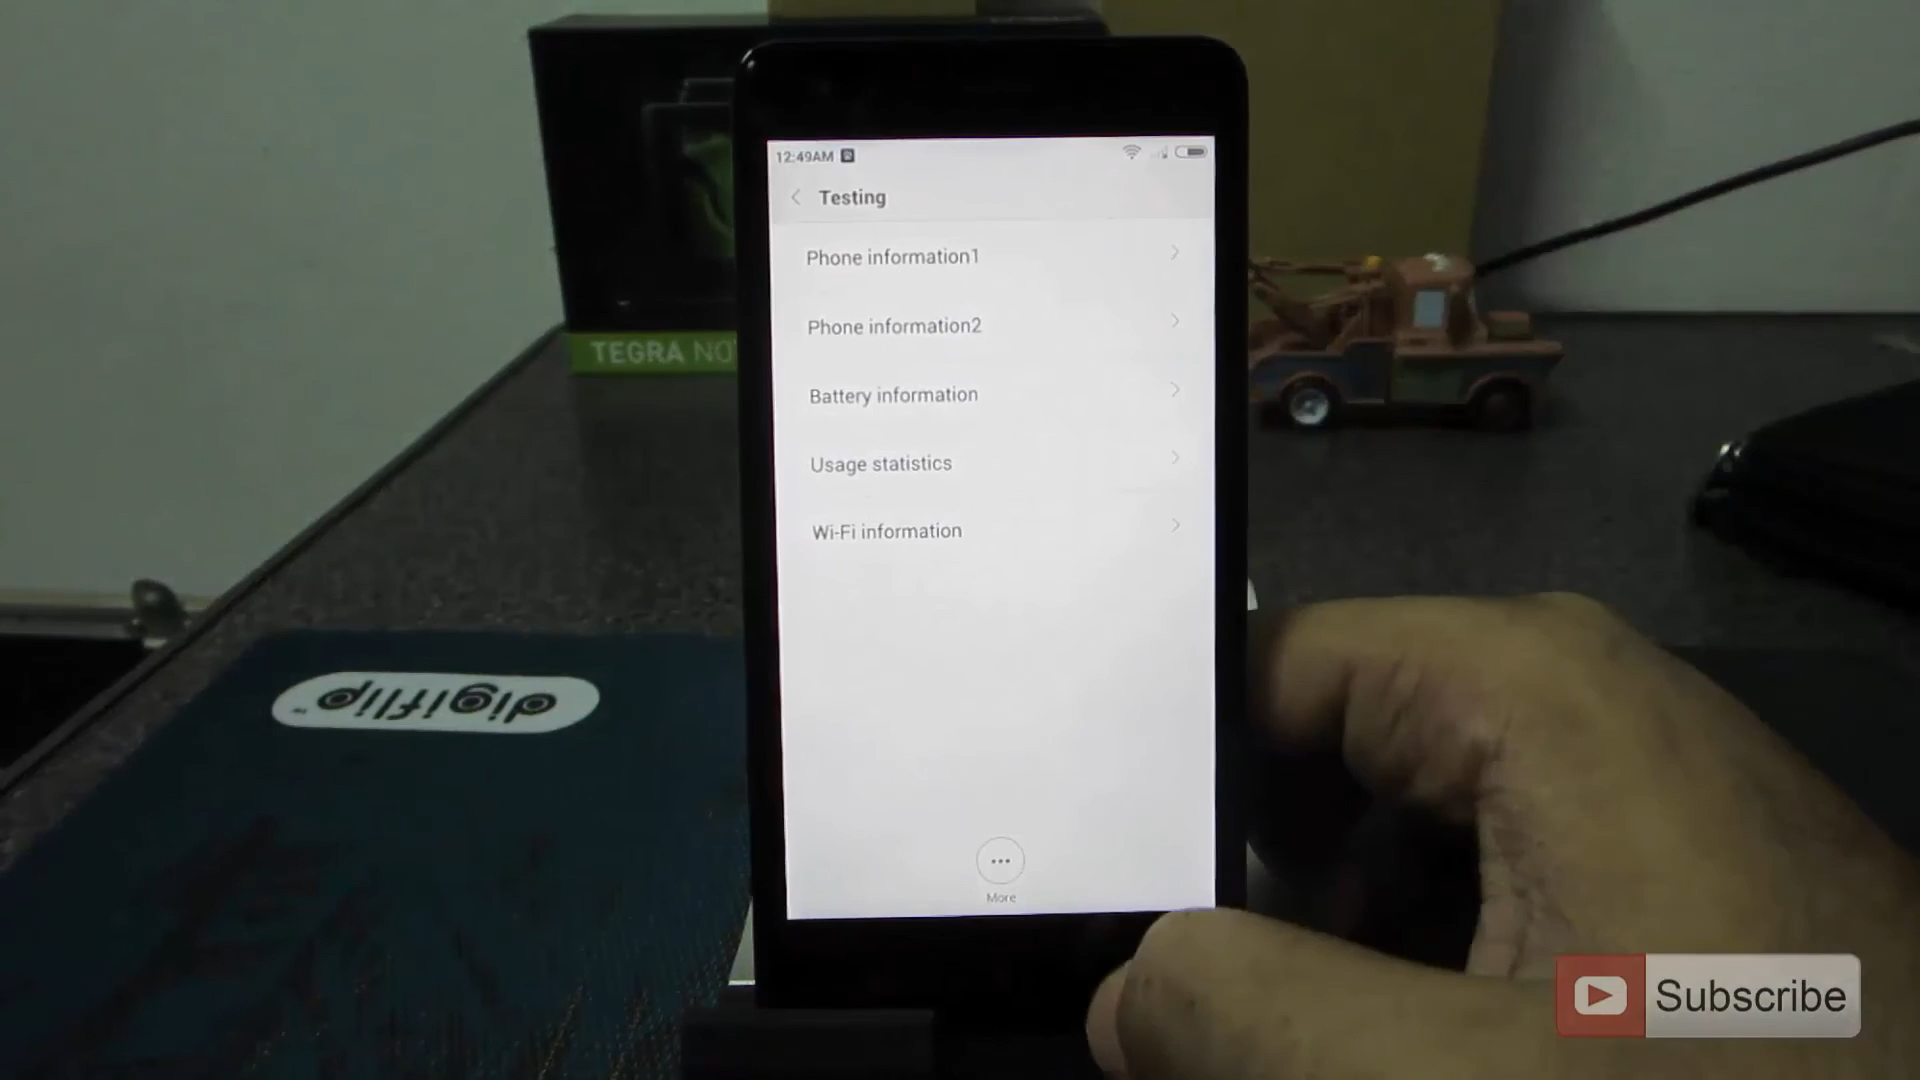 12:49AM
Testing
Phone information1
Phone information2
Battery information
Usage statistics
Wi-Fi information
More
TEGRA NO
digiflip
Subscribe